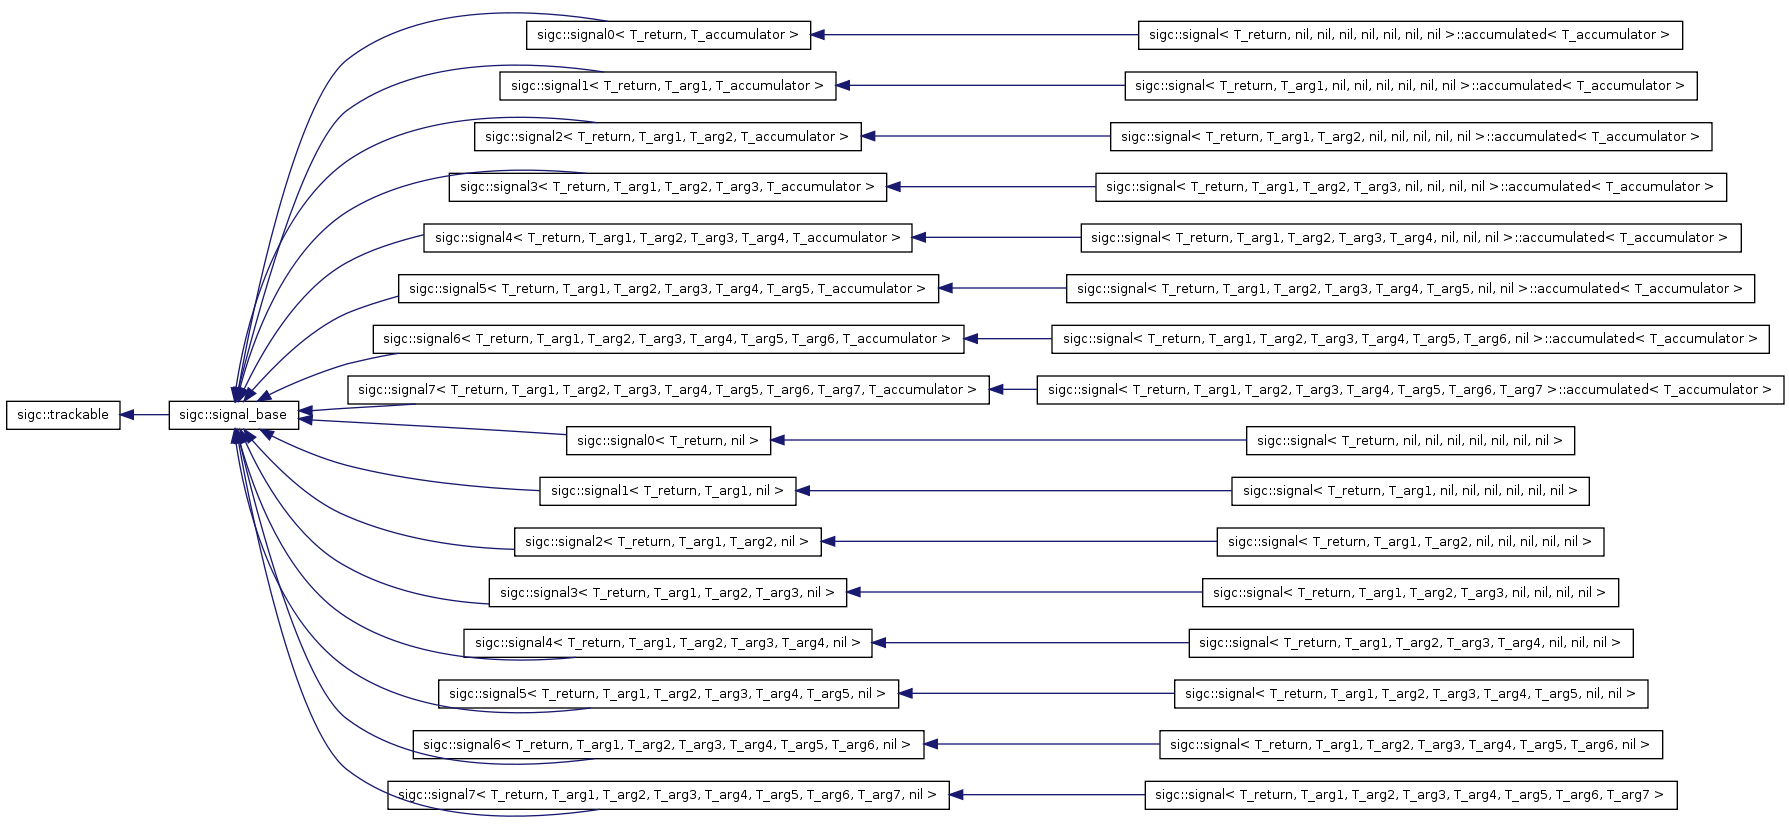 sigc::signal0< T_return, T_accumulator >
sigc::signal< T_return, nil, nil, nil, nil, nil, nil, nil >::accumulated< T_accumulator >
sigc::signal1< T_return, T_arg1, T_accumulator >
sigc::signal< T_return, T_arg1, nil, nil, nil, nil, nil, nil >::accumulated< T_accumulator >
sigc::signal2< T_return, T_arg1, T_arg2, T_accumulator >
sigc::signal< T_return, T_arg1, T_arg2, nil, nil, nil, nil, nil >::accumulated< T_accumulator >
sigc::signal3< T_return, T_arg1, T_arg2, T_arg3, T_accumulator >
sigc::signal< T_return, T_arg1, T_arg2, T_arg3, nil, nil, nil, nil >::accumulated< T_accumulator >
sigc::signal4< T_return, T_arg1, T_arg2, T_arg3, T_arg4, T_accumulator >
sigc::signal< T_return, T_arg1, T_arg2, T_arg3, T_arg4, nil, nil, nil >::accumulated< T_accumulator >
sigc::signal5< T_return, T_arg1, T_arg2, T_arg3, T_arg4, T_arg5, T_accumulator >
sigc::signal< T_return, T_arg1, T_arg2, T_arg3, T_arg4, T_arg5, nil, nil >::accumulated< T_accumulator >
sigc::signal6< T_return, T_arg1, T_arg2, T_arg3, T_arg4, T_arg5, T_arg6, T_accumulator >
sigc::signal< T_return, T_arg1, T_arg2, T_arg3, T_arg4, T_arg5, T_arg6, nil >::accumulated< T_accumulator >
sigc::signal7< T_return, T_arg1, T_arg2, T_arg3, T_arg4, T_arg5, T_arg6, T_arg7, T_accumulator >
sigc::signal< T_return, T_arg1, T_arg2, T_arg3, T_arg4, T_arg5, T_arg6, T_arg7 >::accumulated< T_accumulator >
sigc::trackable
sigc::signal_base
sigc::signal0< T_return, nil >
sigc::signal< T_return, nil, nil, nil, nil, nil, nil, nil >
sigc::signal1< T_return, T_arg1, nil >
sigc::signal< T_return, T_arg1, nil, nil, nil, nil, nil, nil >
sigc::signal2< T_return, T_arg1, T_arg2, nil >
sigc::signal< T_return, T_arg1, T_arg2, nil, nil, nil, nil, nil >
sigc::signal3< T_return, T_arg1, T_arg2, T_arg3, nil >
sigc::signal< T_return, T_arg1, T_arg2, T_arg3, nil, nil, nil, nil >
sigc::signal4< T_return, T_arg1, T_arg2, T_arg3, T_arg4, nil >
sigc::signal< T_return, T_arg1, T_arg2, T_arg3, T_arg4, nil, nil, nil >
sigc::signal5< T_return, T_arg1, T_arg2, T_arg3, T_arg4, T_arg5, nil >
sigc::signal< T_return, T_arg1, T_arg2, T_arg3, T_arg4, T_arg5, nil, nil >
sigc::signal6< T_return, T_arg1, T_arg2, T_arg3, T_arg4, T_arg5, T_arg6, nil >
sigc::signal< T_return, T_arg1, T_arg2, T_arg3, T_arg4, T_arg5, T_arg6, nil >
sigc::signal7< T_return, T_arg1, T_arg2, T_arg3, T_arg4, T_arg5, T_arg6, T_arg7, nil >
sigc::signal< T_return, T_arg1, T_arg2, T_arg3, T_arg4, T_arg5, T_arg6, T_arg7 >